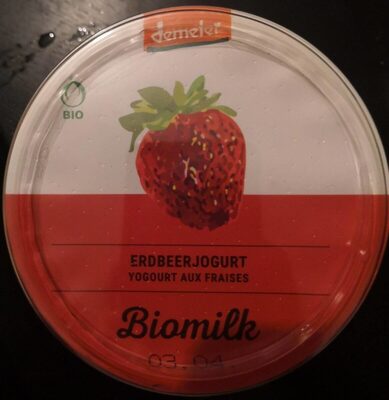 demeter
BIO
ERDBEERJOGURT
YOGOURT AUX FRAISES
Biomilk
03.04